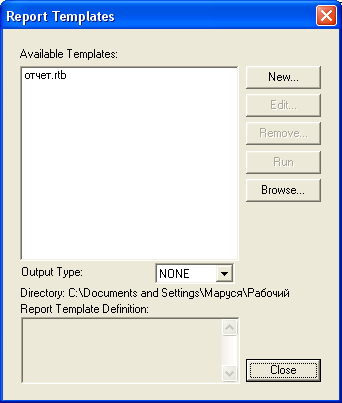 Report Templates
Available Templates:
отчет.rtb
New...
Edit...
Remove...
Run
Browse...
Output Type:
NONE
Directory: C:\Documents and Settings\Маруся\Рабочий
Report Template Definition:
Close